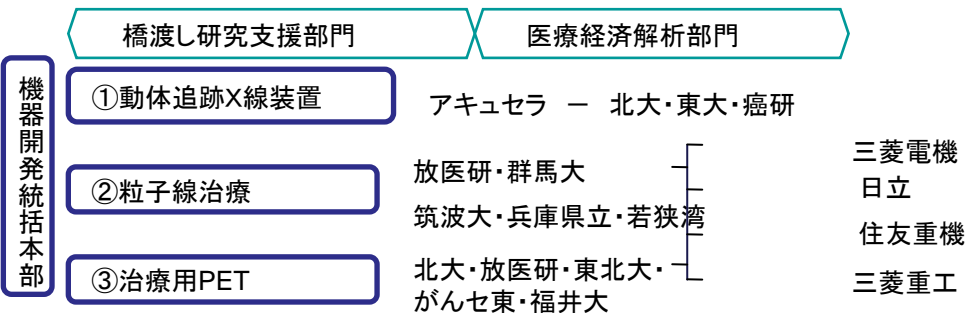 橋渡し研究支援部門
医療経済解析部門
機器開発統括本部
①動体追跡X線装置
アキュセラ － 北大・東大・癌研
②粒子線治療
放医研・群馬大
筑波大・兵庫県立・若狭湾
③治療用PET
北大・放医研・東北大・
がんセ東・福井大
三菱電機
日立
住友重機
三菱重工